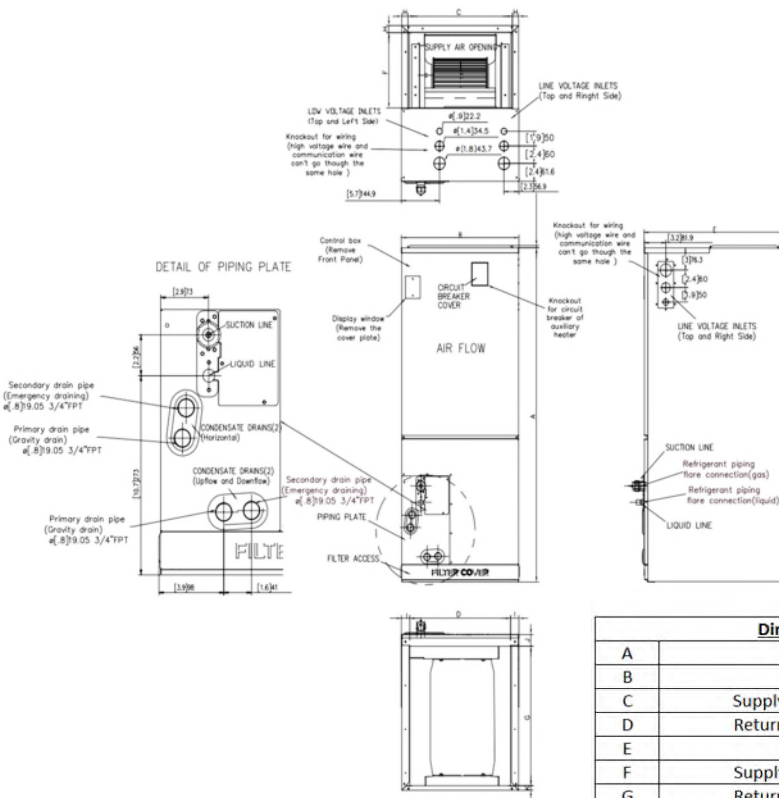 H
C
H
H
F
SUPPLY AIR OPENING
LINE VOLTAGE INLETS
(Top and Ringht Side)
LOW VOLTAGE INLETS
(Top and Left Side)
ø[.9]22.2
ø[1.4]34.5
ø[1.8]43.7
Knockout for wiring
(high voltage wire and
communication wire
can't go though the
same hole )
[1.9]50
[2.4]60
[2.4]61.6
[5.7]144.9
[2.3]56.9
B
Control box
(Remove
Front Panel)
CIRCUIT
BREAKER
COVER
Display window
(Remove the
cover plate)
Knockout
for circuit
breaker of
auxiliary
heater
AIR FLOW
A
Knockout for wiring
(high voltage wire and
communication wire
can't go though the
same hole )
E
[3.2]81.9
[3]76.3
[2.4]60
[1.9]50
LINE VOLTAGE INLETS
(Top and Right Side)
DETAIL OF PIPING PLATE
[2.9]73
SUCTION LINE
[2.2]56
LIQUID LINE
Secondary drain pipe
(Emergency draining)
ø[.8]19.05 3/4"FPT
Primary drain pipe
(Gravity drain)
ø[.8]19.05 3/4"FPT
CONDENSATE DRAINS(2)
(Horizontal)
[10.7]273
CONDENSATE DRAINS(2)
(Upflow and Downflow)
Secondary drain pipe
(Emergency draining)
ø[.8]19.05 3/4"FPT
Primary drain pipe
(Gravity drain)
ø[.8]19.05 3/4"FPT
PIPING PLATE
FILTER ACCESS
FILTE
FILTER COVER
[3.9]98
[1.6]41
SUCTION LINE
Refrigerant piping
flare connection(gas)
Refrigerant piping
flare connection(liquid)
LIQUID LINE
D
J
G
Dir
A
B
C Supply
D Return
E
F Supply
G Return